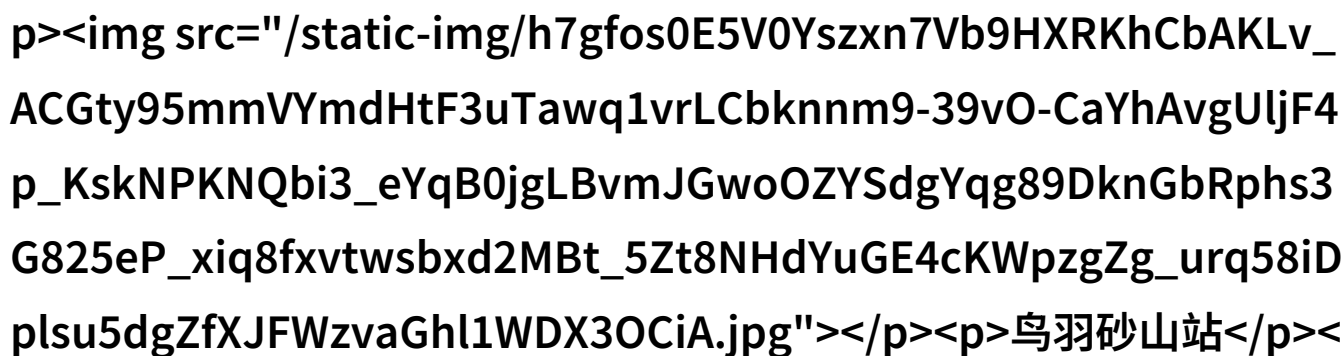 p><img src="/static-img/h7gfos0E5V0Yszxn7Vb9HXRKhCbAKLv_
ACGty95mmVYmdHtF3uTawq1vrLCbknnm9-39vO-CaYhAvgUljF4
p_KskNPKNQbi3_eYqB0jgLBvmJGwoOZYSdgYqg89DknGbRphs3
G825eP_xiq8fxvtwsbxd2MBt_5Zt8NHdYuGE4cKWpzgZg_urq58iD
plsu5dgZfXJFWzvaGhl1WDX3OCiA.jpg"></p><p>鸟羽砂山站</p><